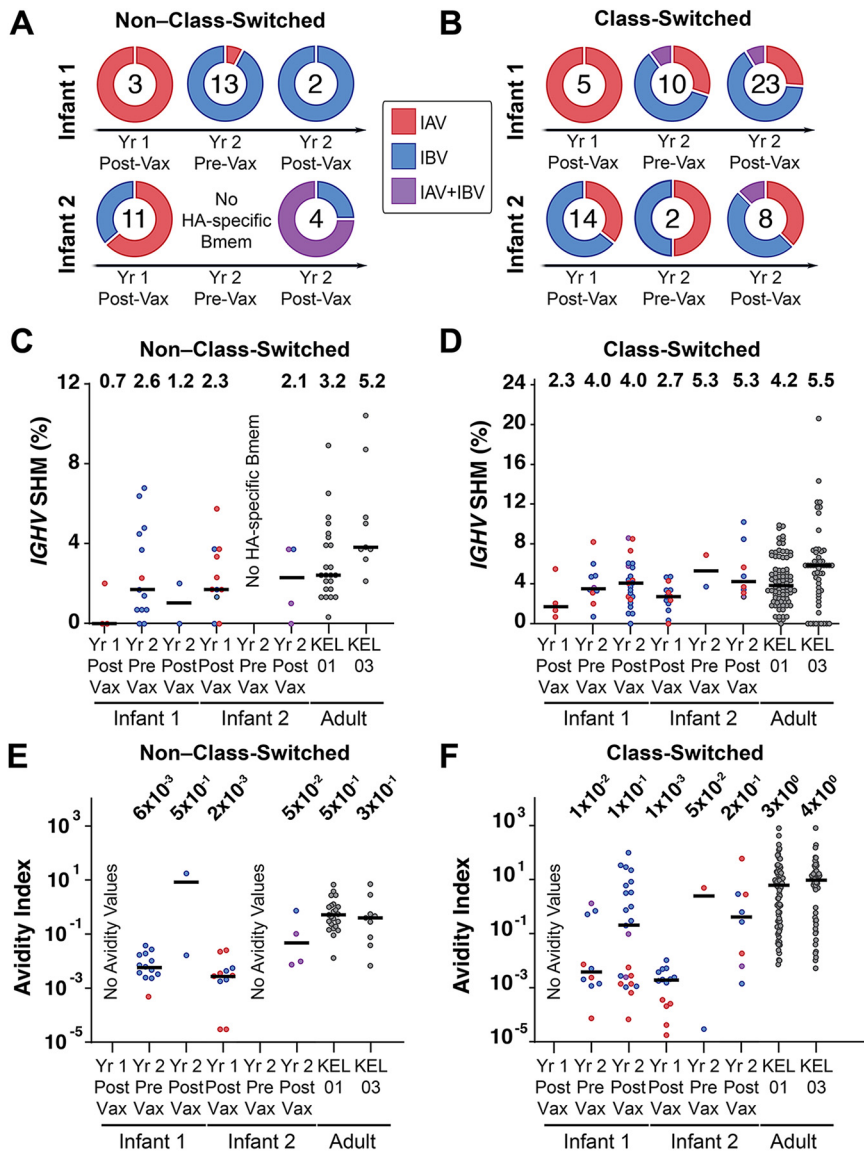 A
Non–Class-Switched
Infant 1
3
13
2
Yr 1
Post-Vax
Yr 2
Pre-Vax
Yr 2
Post-Vax
Infant 2
11
No
HA-specific
Bmem
4
Yr 1
Post-Vax
Yr 2
Pre-Vax
Yr 2
Post-Vax
IAV
IBV
IAV+IBV
B
Class-Switched
Infant 1
5
10
23
Yr 1
Post-Vax
Yr 2
Pre-Vax
Yr 2
Post-Vax
Infant 2
14
2
8
Yr 1
Post-Vax
Yr 2
Pre-Vax
Yr 2
Post-Vax
C
Non–Class-Switched
0.7 2.6 1.2 2.3 2.1 3.2 5.2
IGHV SHM (%)
12
8
4
0
No HA-specific Bmem
Yr 1 Yr 2 Yr 2 Yr 1 Yr 2 Yr 2 KEL KEL
Post Pre Post Post Pre Post 01 03
Vax Vax Vax Vax Vax Vax
Infant 1 Infant 2 Adult
D
Class-Switched
2.3 4.0 4.0 2.7 5.3 5.3 4.2 5.5
IGHV SHM (%)
24
20
16
12
8
4
0
Yr 1 Yr 2 Yr 2 Yr 1 Yr 2 Yr 2 KEL KEL
Post Pre Post Post Pre Post 01 03
Vax Vax Vax Vax Vax Vax
Infant 1 Infant 2 Adult
E
Non–Class-Switched
6x10⁻³ 5x10⁻¹ 2x10⁻³ 5x10⁻² 5x10⁻¹ 3x10⁻¹
Avidity Index
10³
10¹
10⁻¹
10⁻³
10⁻⁵
No Avidity Values
No Avidity Values
Yr 1 Yr 2 Yr 2 Yr 1 Yr 2 Yr 2 KEL KEL
Post Pre Post Post Pre Post 01 03
Vax Vax Vax Vax Vax Vax
Infant 1 Infant 2 Adult
F
Class-Switched
1x10⁻² 1x10⁻¹ 1x10⁻³ 5x10⁻² 2x10⁻¹ 3x10⁰ 4x10⁰
Avidity Index
10³
10¹
10⁻¹
10⁻³
10⁻⁵
No Avidity Values
Yr 1 Yr 2 Yr 2 Yr 1 Yr 2 Yr 2 KEL KEL
Post Pre Post Post Pre Post 01 03
Vax Vax Vax Vax Vax Vax
Infant 1 Infant 2 Adult